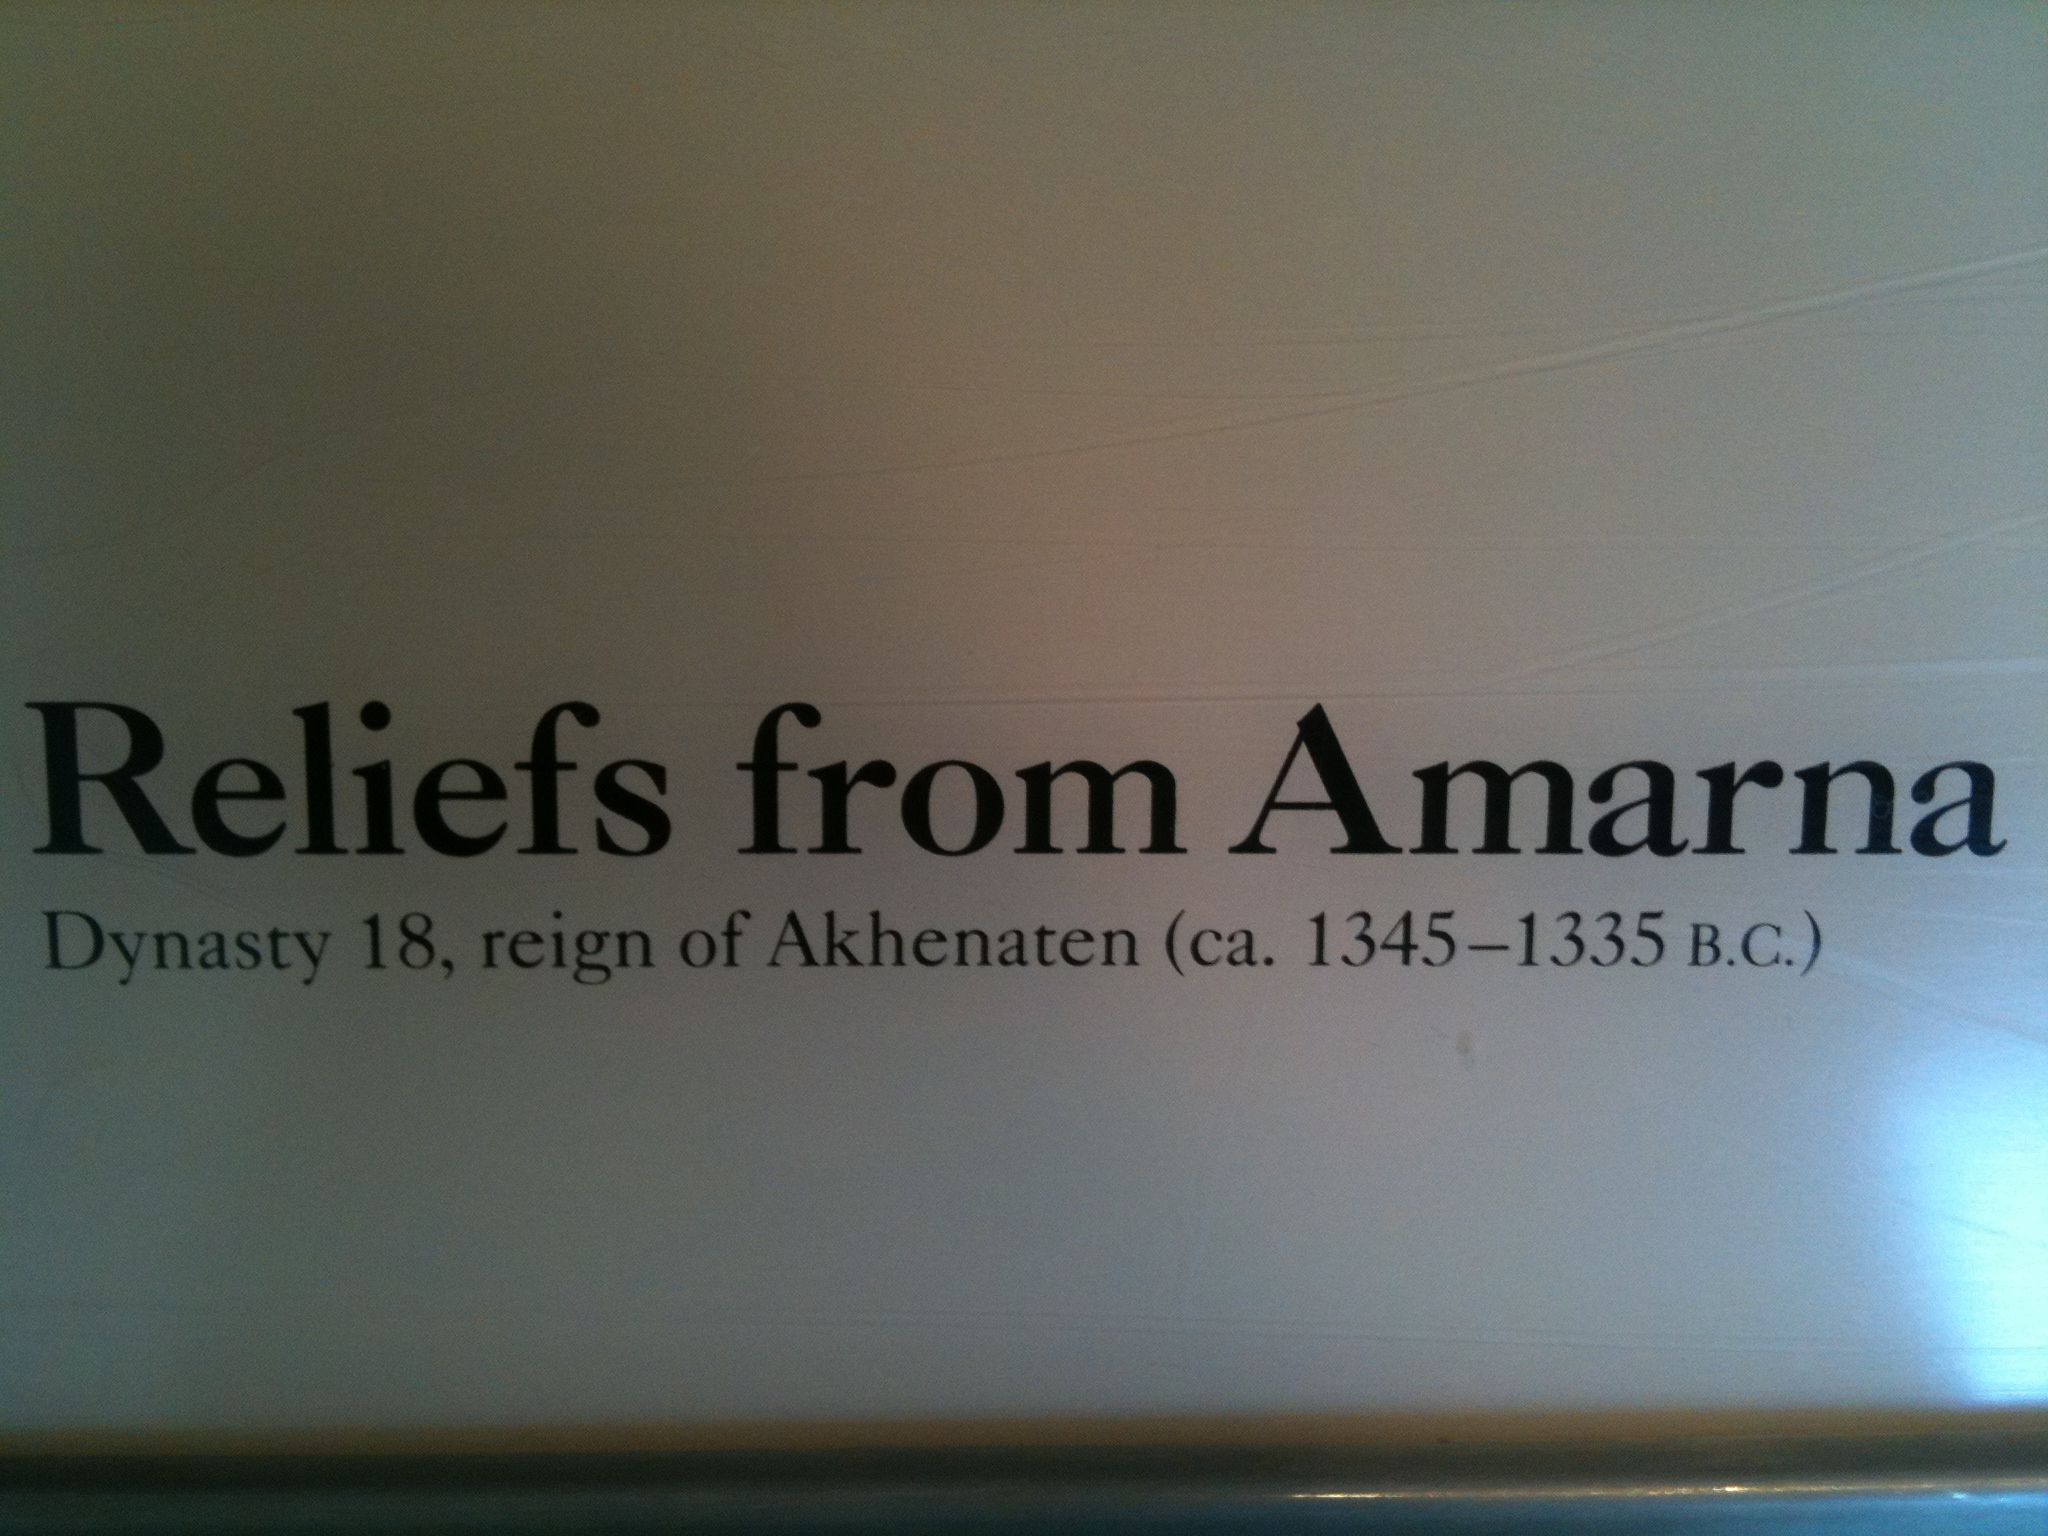 Reliefs from Amarna
Dynasty 18, reign of Akhenaten (ca. 1345–1335 B.C.)